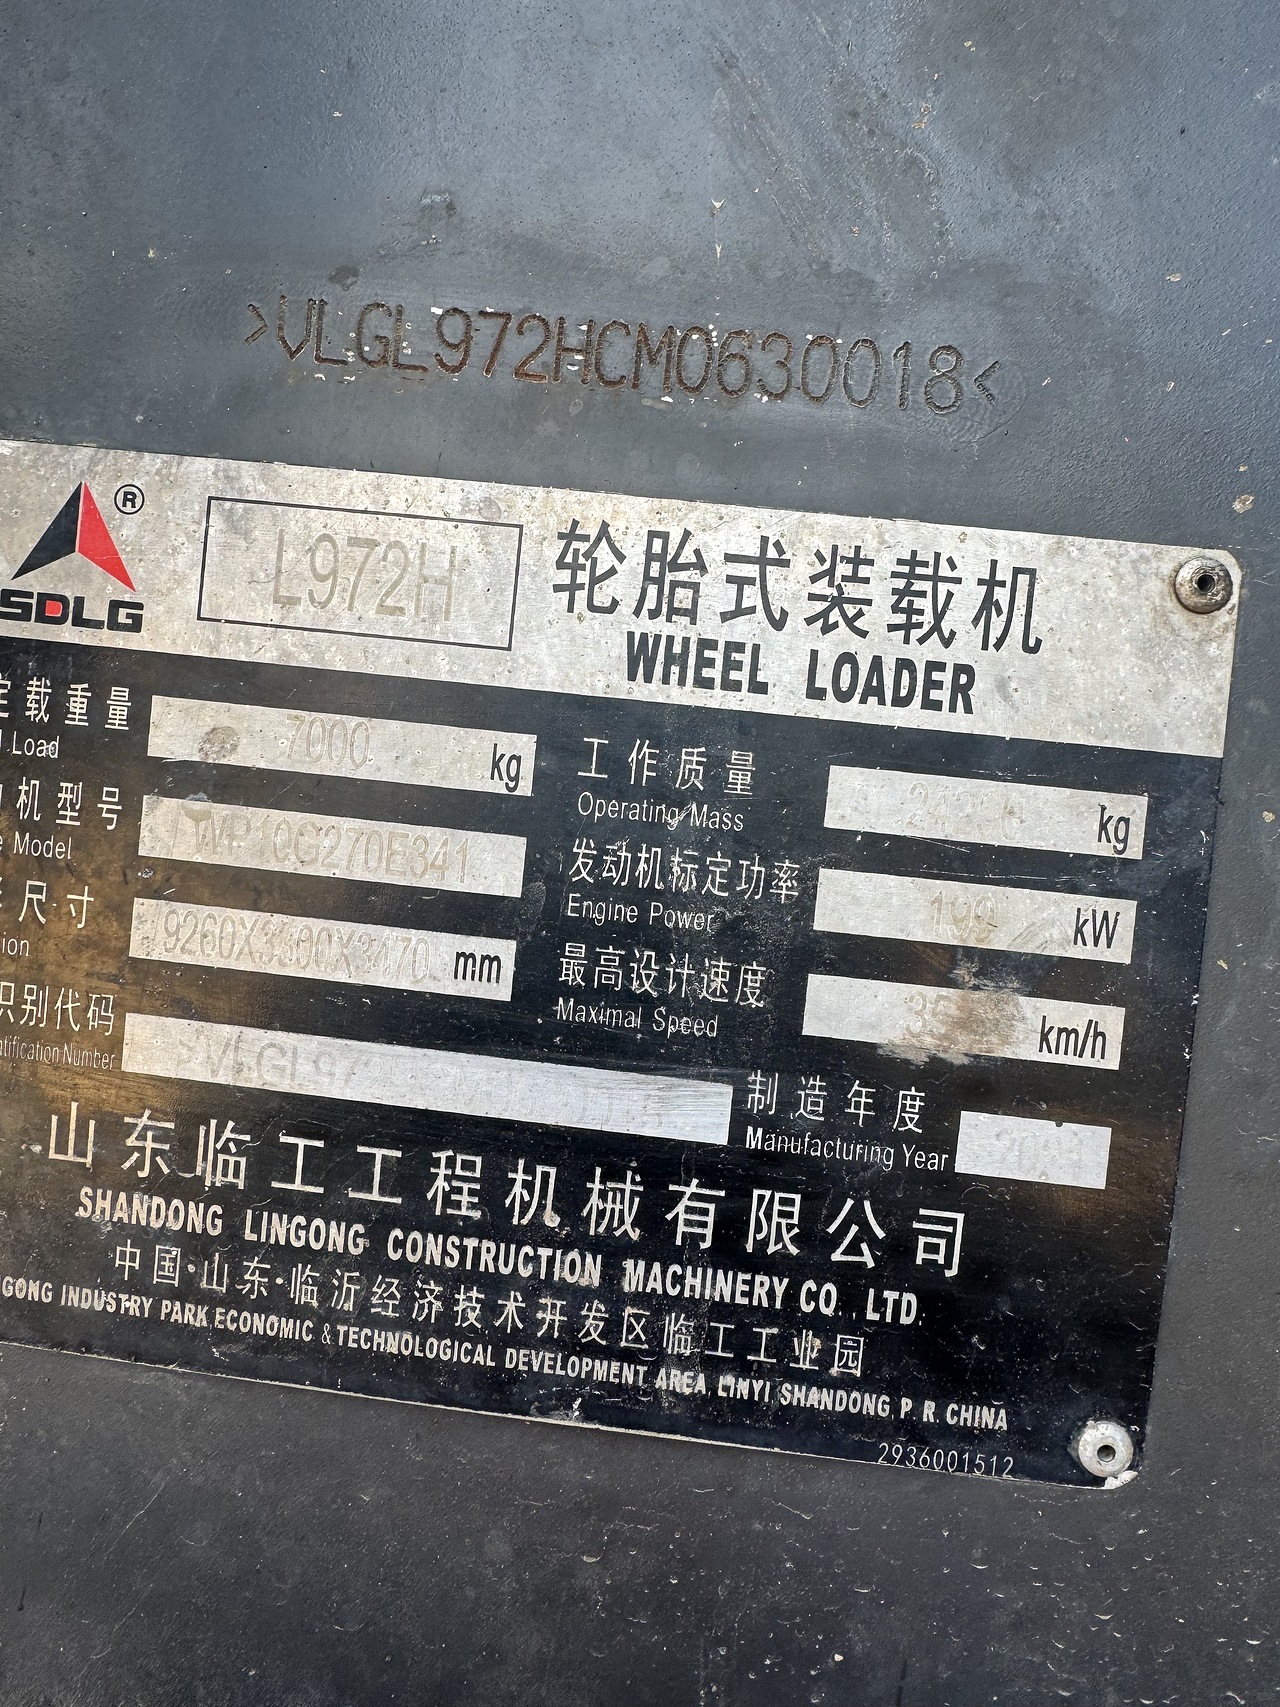 >VLGL972HCM0630018<
®
SDLG
L972H
轮胎式装载机
WHEEL LOADER
载重量
Load
7000 kg
工作质量
Operating Mass
kg
机型号
Model
0G270E341
发动机标定功率
Engine Power
199 kW
尺寸
9260X3300X3470 mm
最高设计速度
Maximal Speed
km/h
识别代码
Number
VLGL97
制造年度
Manufacturing Year
山东临工工程机械有限公司
SHANDONG LINGONG CONSTRUCTION MACHINERY CO., LTD.
中国·山东·临沂经济技术开发区临工工业园
GONG INDUSTRY PARK ECONOMIC & TECHNOLOGICAL DEVELOPMENT AREA, LINYI, SHANDONG, P. R. CHINA
2936001512